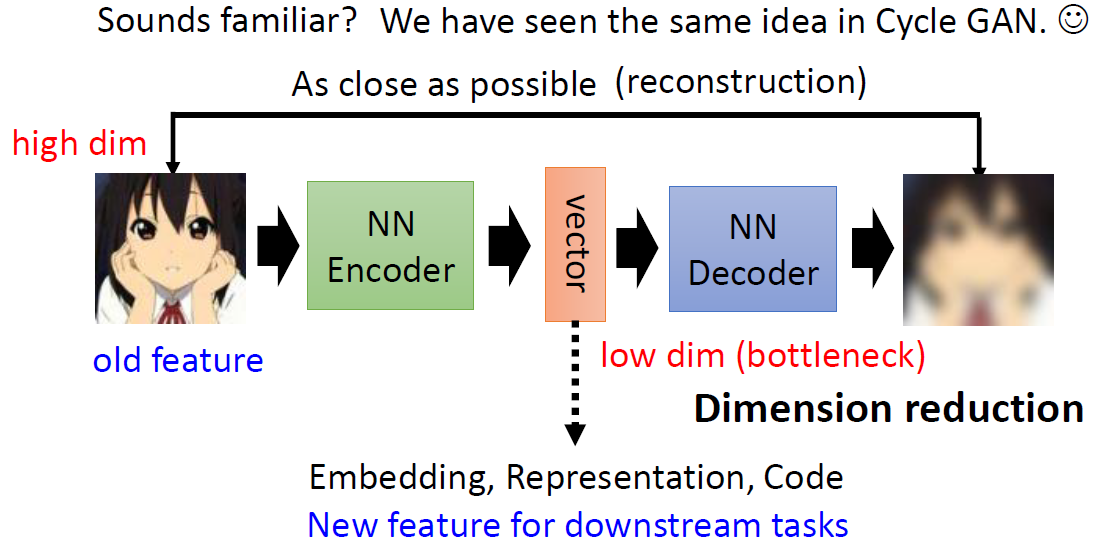 Sounds familiar? We have seen the same idea in Cycle GAN. ☺
As close as possible (reconstruction)
high dim
NN
Encoder
vector
NN
Decoder
old feature
low dim (bottleneck)
Dimension reduction
Embedding, Representation, Code
New feature for downstream tasks